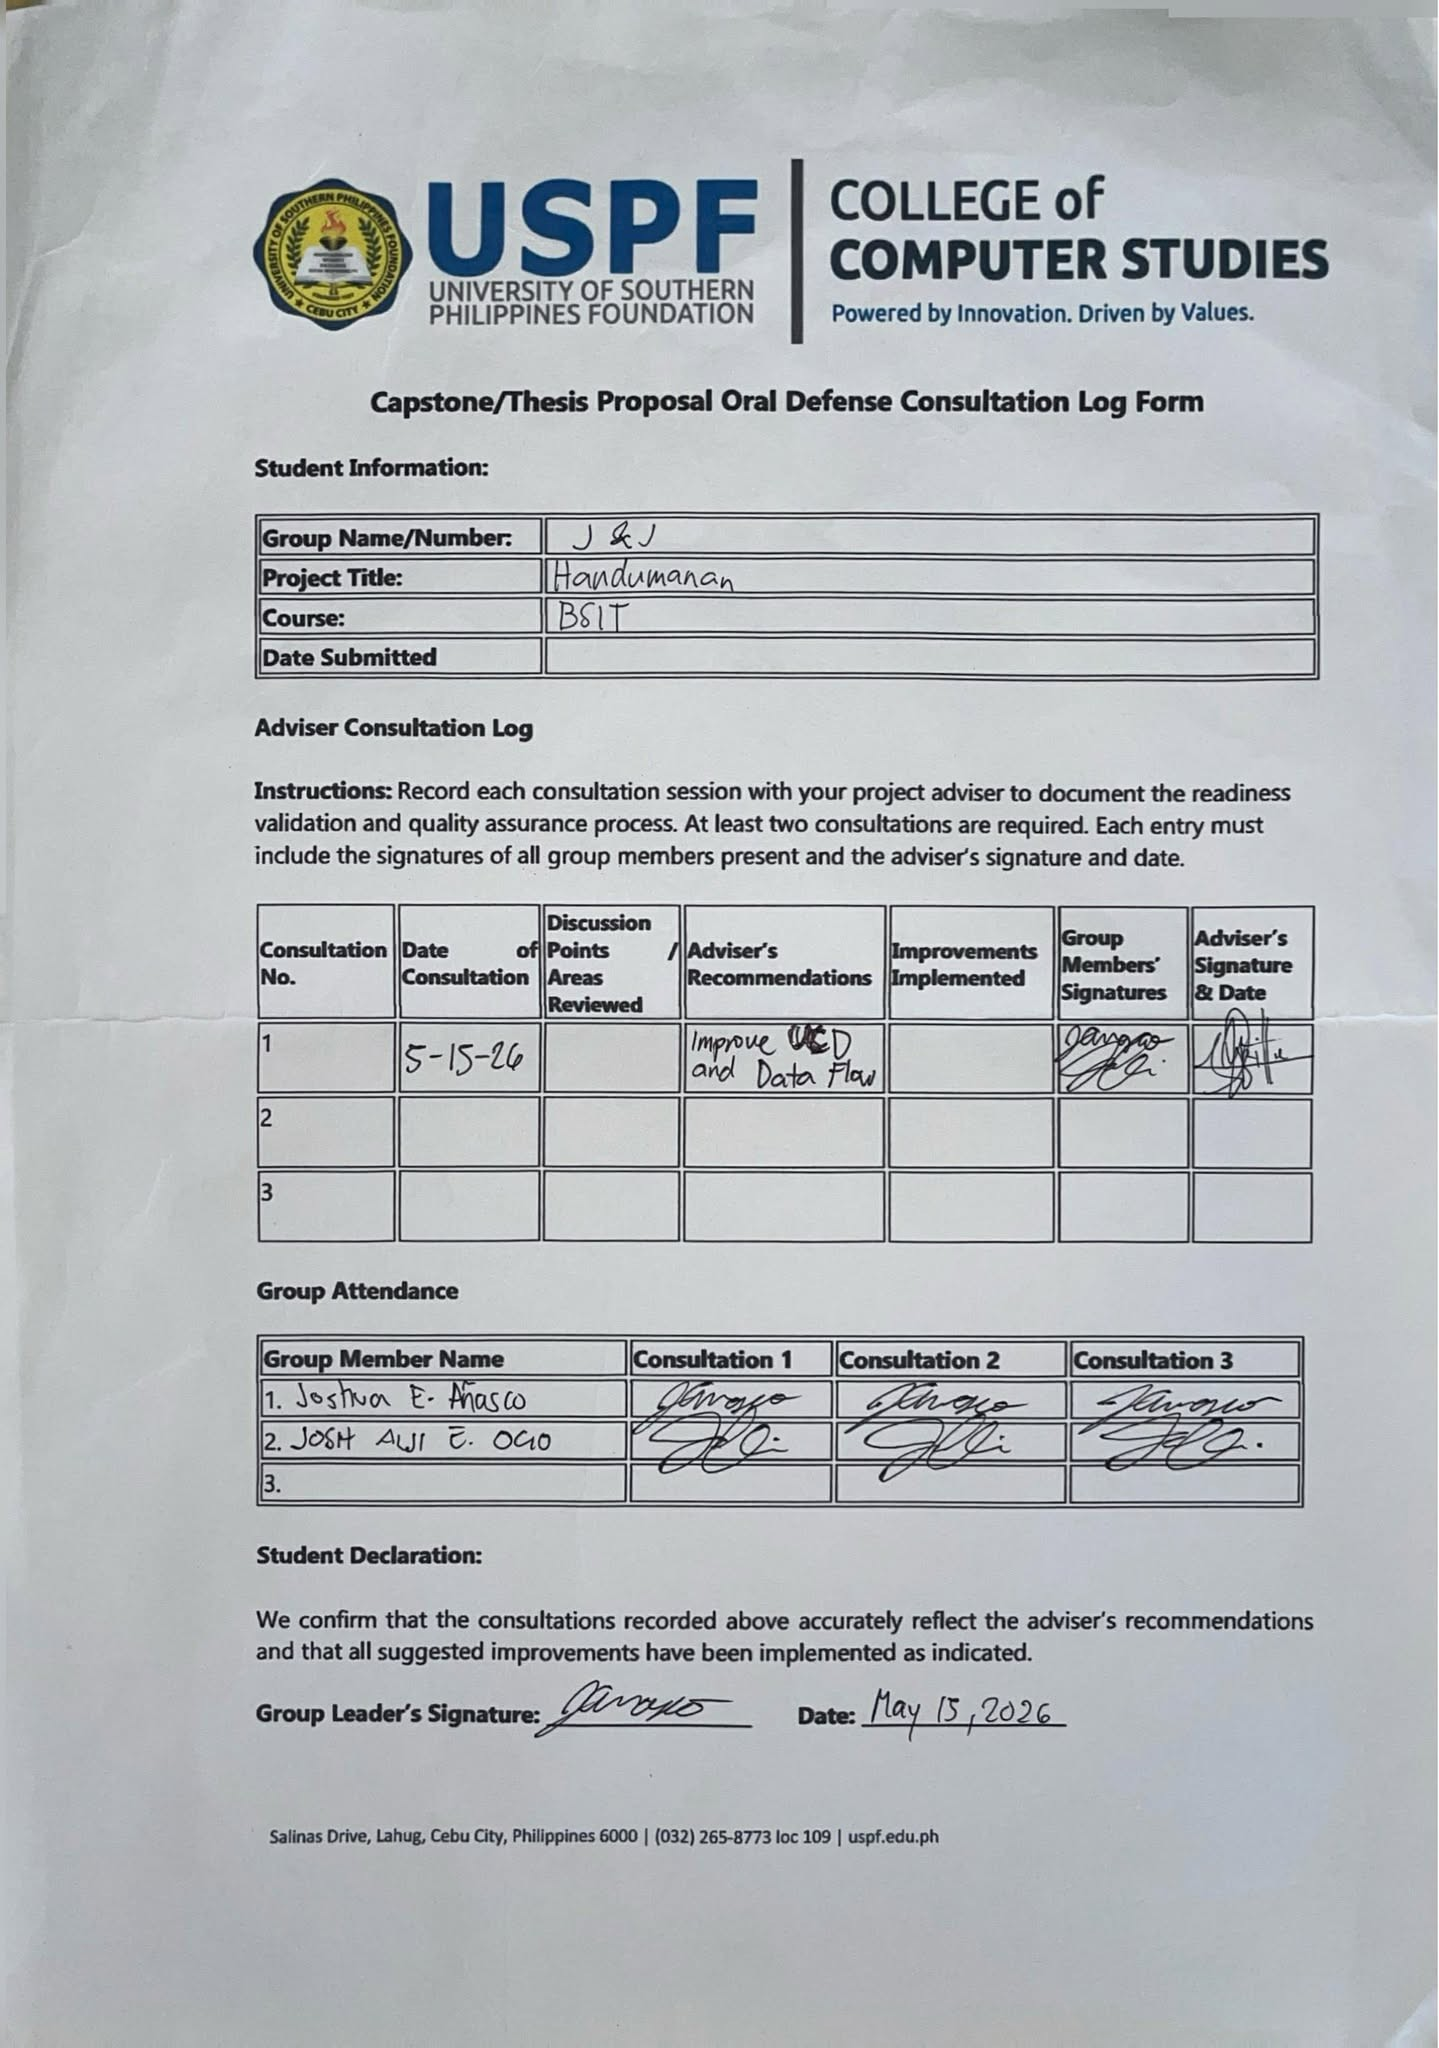 USPF
UNIVERSITY OF SOUTHERN
PHILIPPINES FOUNDATION
UNIVERSITY OF SOUTHERN PHILIPPINES FOUNDATION
CEBU CITY
COLLEGE of
COMPUTER STUDIES
Powered by Innovation. Driven by Values.
Capstone/Thesis Proposal Oral Defense Consultation Log Form
Student Information:
Group Name/Number: J & J
Project Title: Handumanan
Course: BSIT
Date Submitted
Adviser Consultation Log
Instructions: Record each consultation session with your project adviser to document the readiness
validation and quality assurance process. At least two consultations are required. Each entry must
include the signatures of all group members present and the adviser's signature and date.
Consultation No.
Date of Consultation
Discussion Points / Areas Reviewed
Adviser's Recommendations
Improvements Implemented
Group Members' Signatures
Adviser's Signature & Date
1 5-15-26 Improve UCD and Data Flow
2
3
Group Attendance
Group Member Name Consultation 1 Consultation 2 Consultation 3
1. Joshua E. Añasco
2. JOSH E.
3.
Student Declaration:
We confirm that the consultations recorded above accurately reflect the adviser's recommendations
and that all suggested improvements have been implemented as indicated.
Group Leader's Signature: Date: May 15, 2026
Salinas Drive, Lahug, Cebu City, Philippines 6000 | (032) 265-8773 loc 109 | uspf.edu.ph